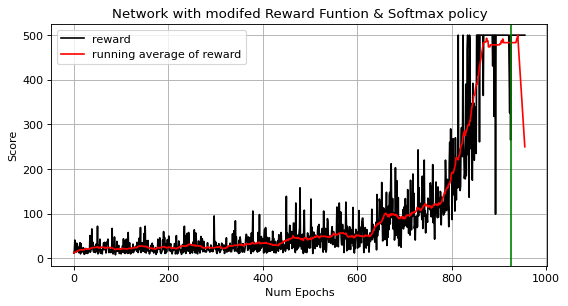 Network with modifed Reward Funtion & Softmax policy
reward
running average of reward
Score
500
400
300
200
100
0
0 200 400 600 800 1000
Num Epochs